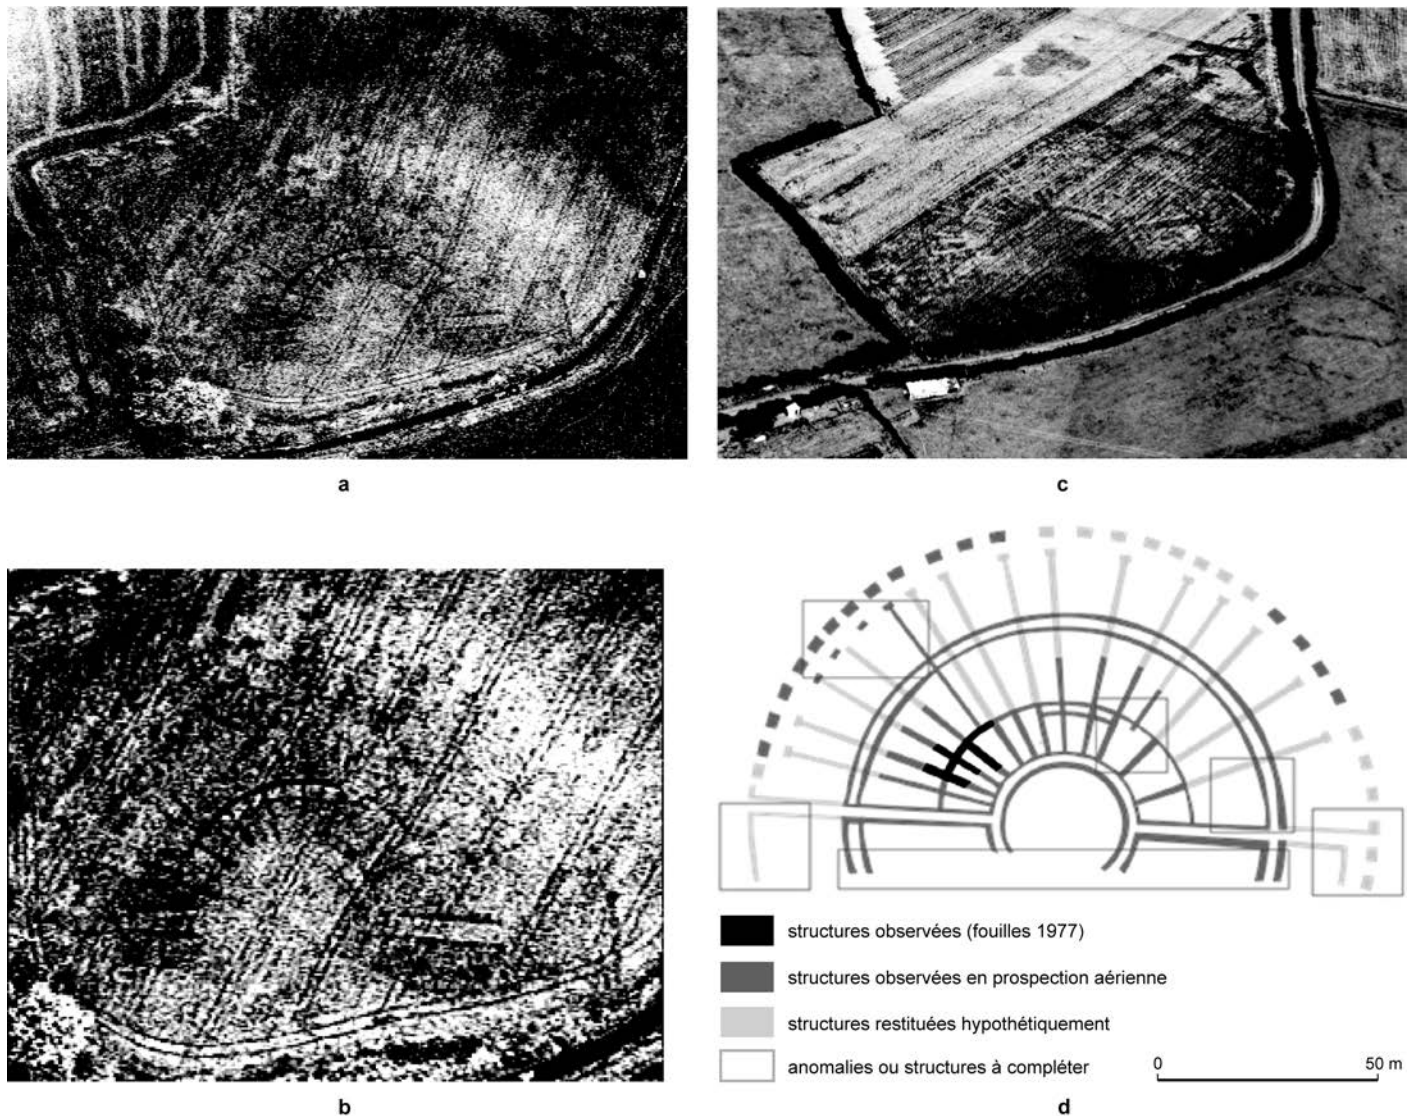 a
c
b
structures observées (fouilles 1977)
structures observées en prospection aérienne
structures restituées hypothétiquement
anomalies ou structures à compléter
0 50 m
d